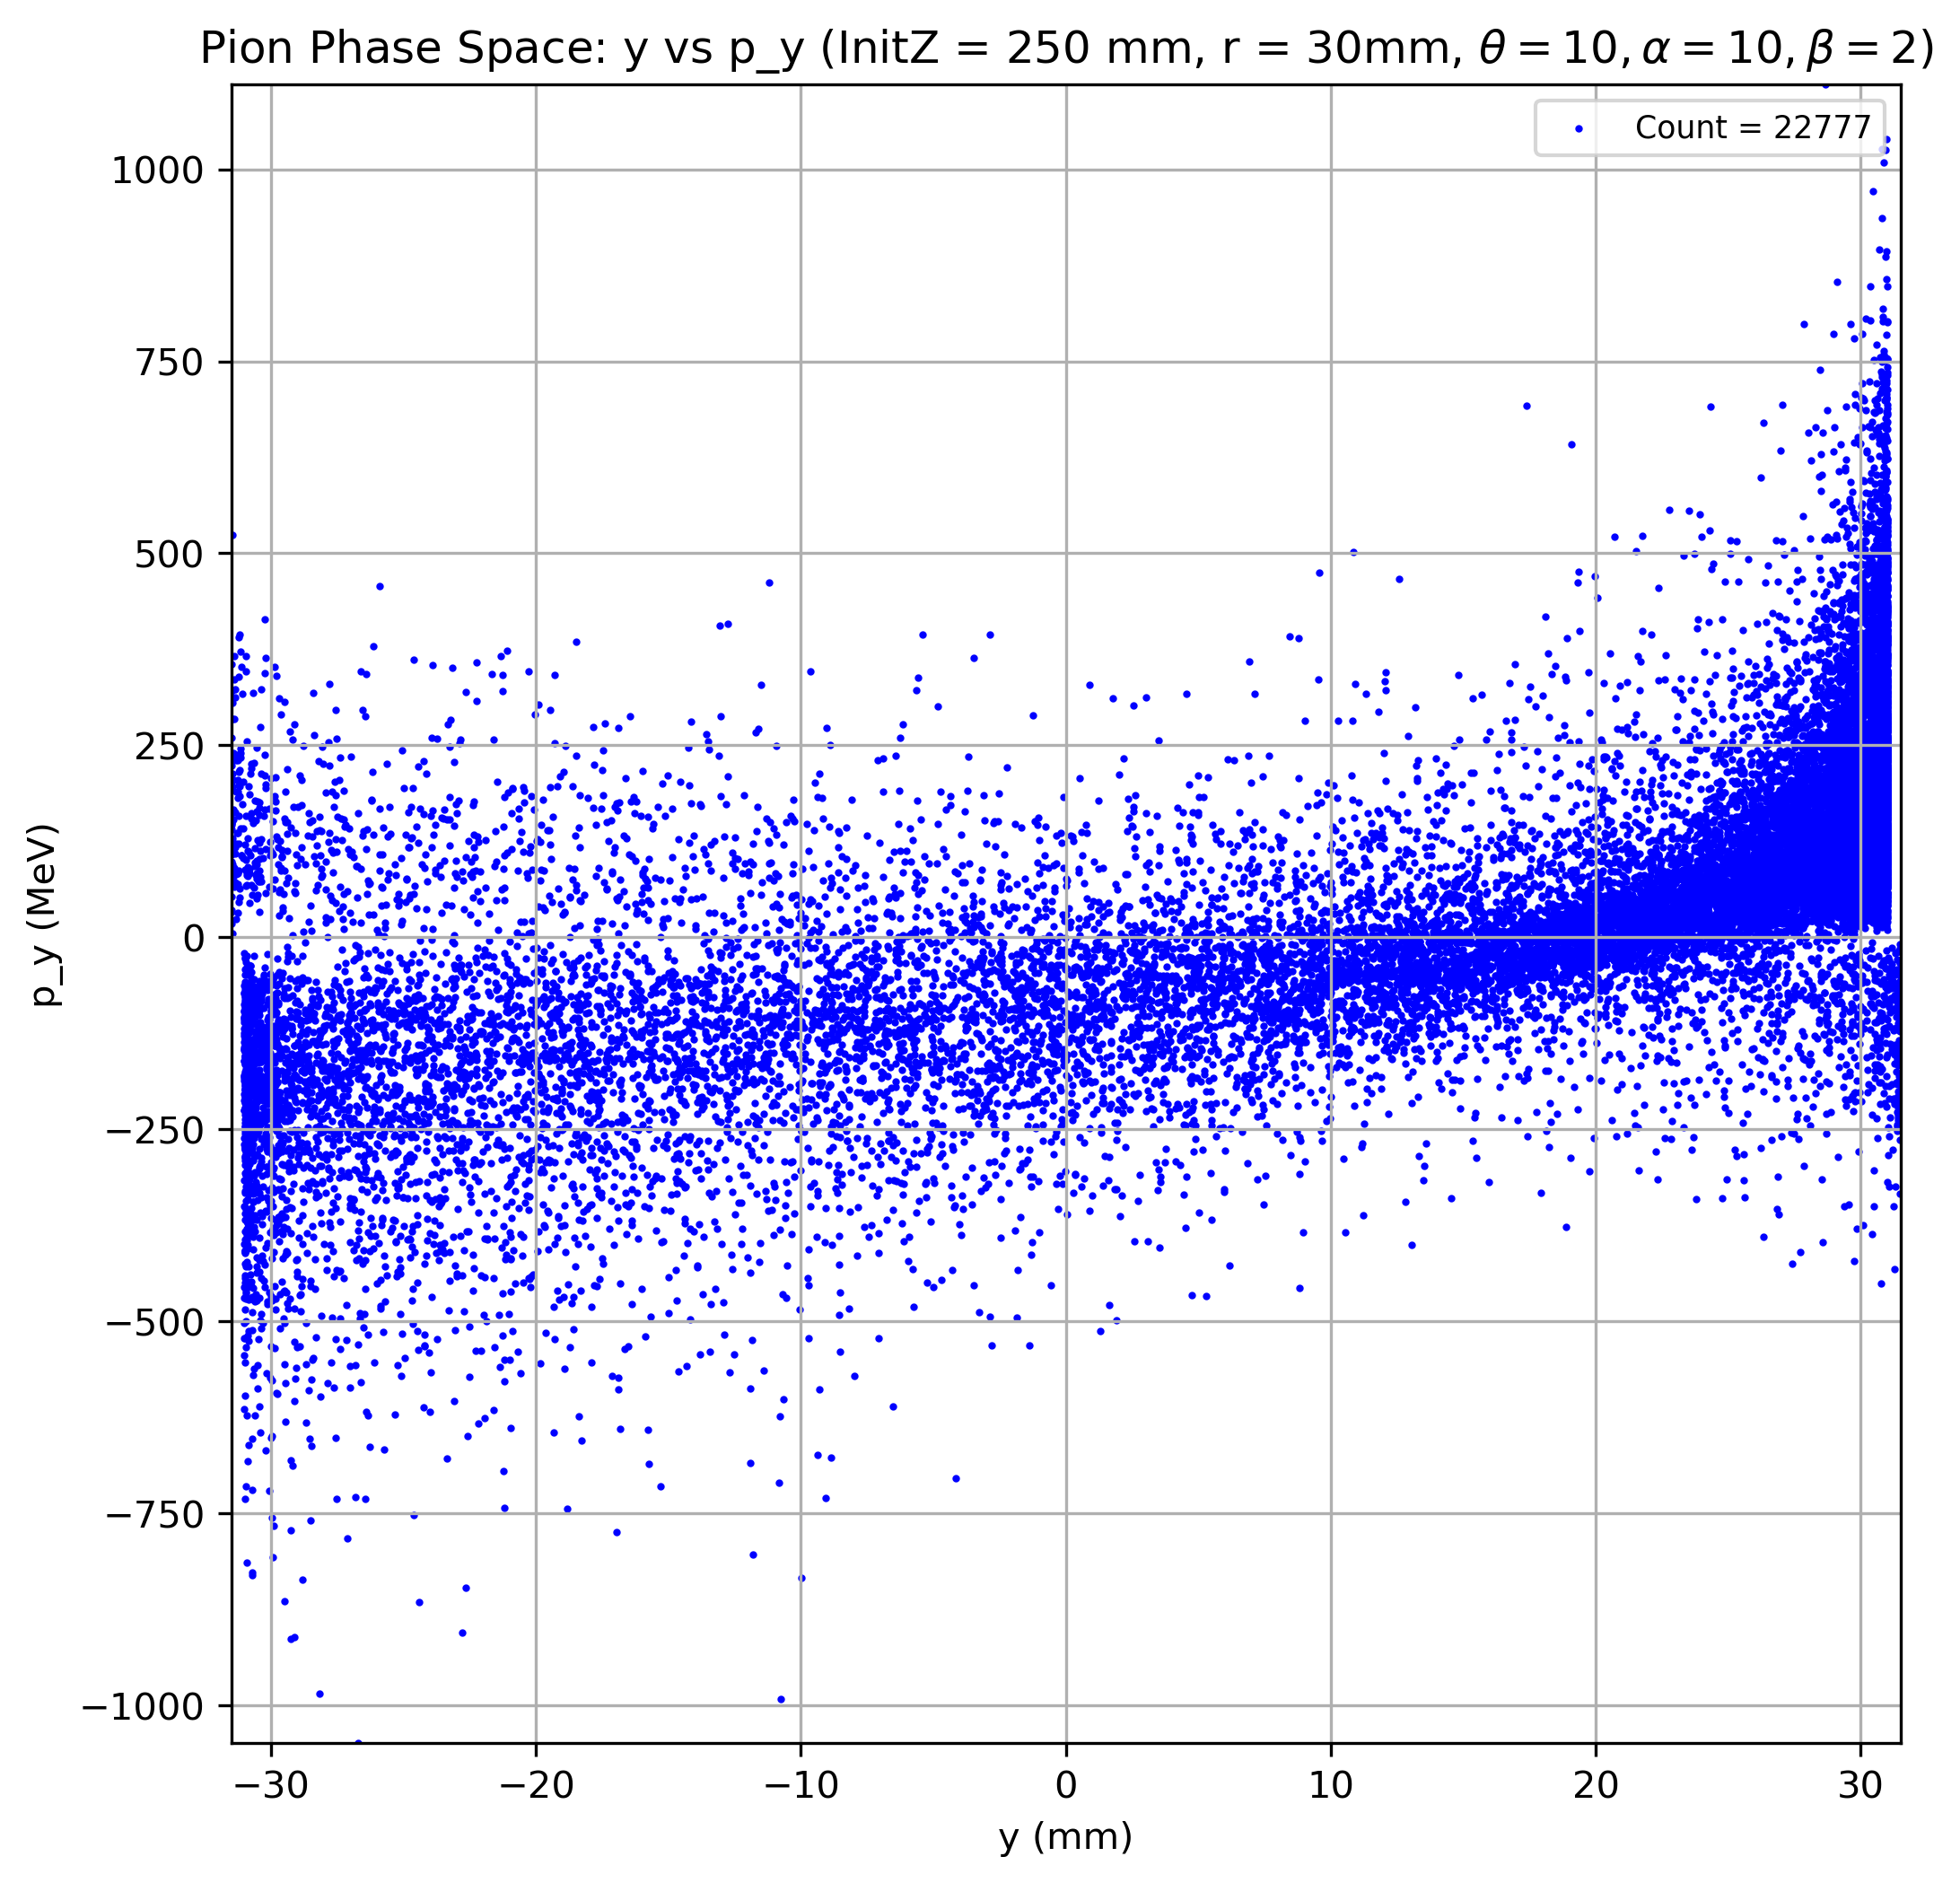 Pion Phase Space: y vs p_y (InitZ = 250 mm, r = 30mm, θ = 10, α = 10, β = 2)
Count = 22777
1000
750
500
250
0
−250
−500
−750
−1000
p_y (MeV)
−30 −20 −10 0 10 20 30
y (mm)